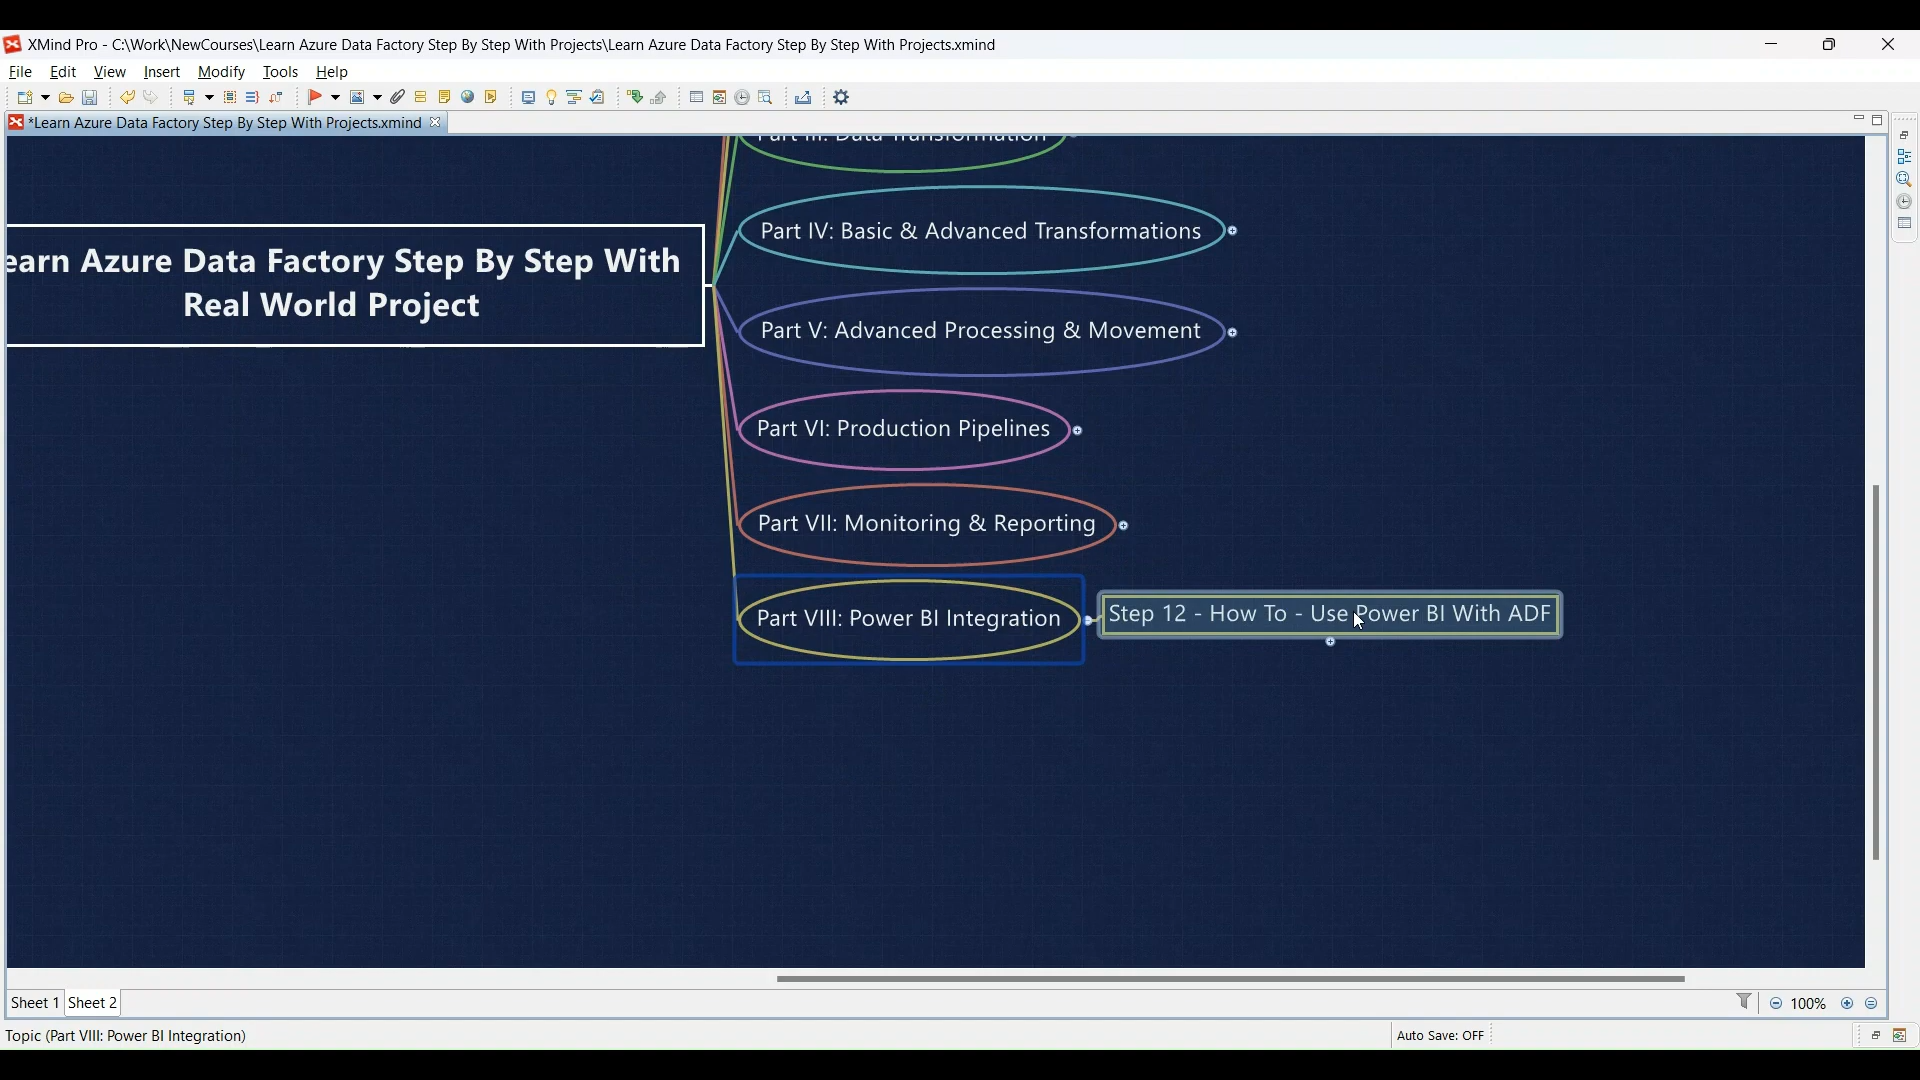 XMind Pro - C:\Work\NewCourses\Learn Azure Data Factory Step By Step With Projects\Learn Azure Data Factory Step By Step With Projects.xmind
File Edit View Insert Modify Tools Help
*Learn Azure Data Factory Step By Step With Projects.xmind
Part III: Data Transformation
Part IV: Basic & Advanced Transformations
earn Azure Data Factory Step By Step With
Real World Project
Part V: Advanced Processing & Movement
Part VI: Production Pipelines
Part VII: Monitoring & Reporting
Part VIII: Power BI Integration
Step 12 - How To - Use Power BI With ADF
Sheet 1 Sheet 2
100%
Topic (Part VIII: Power BI Integration)
Auto Save: OFF